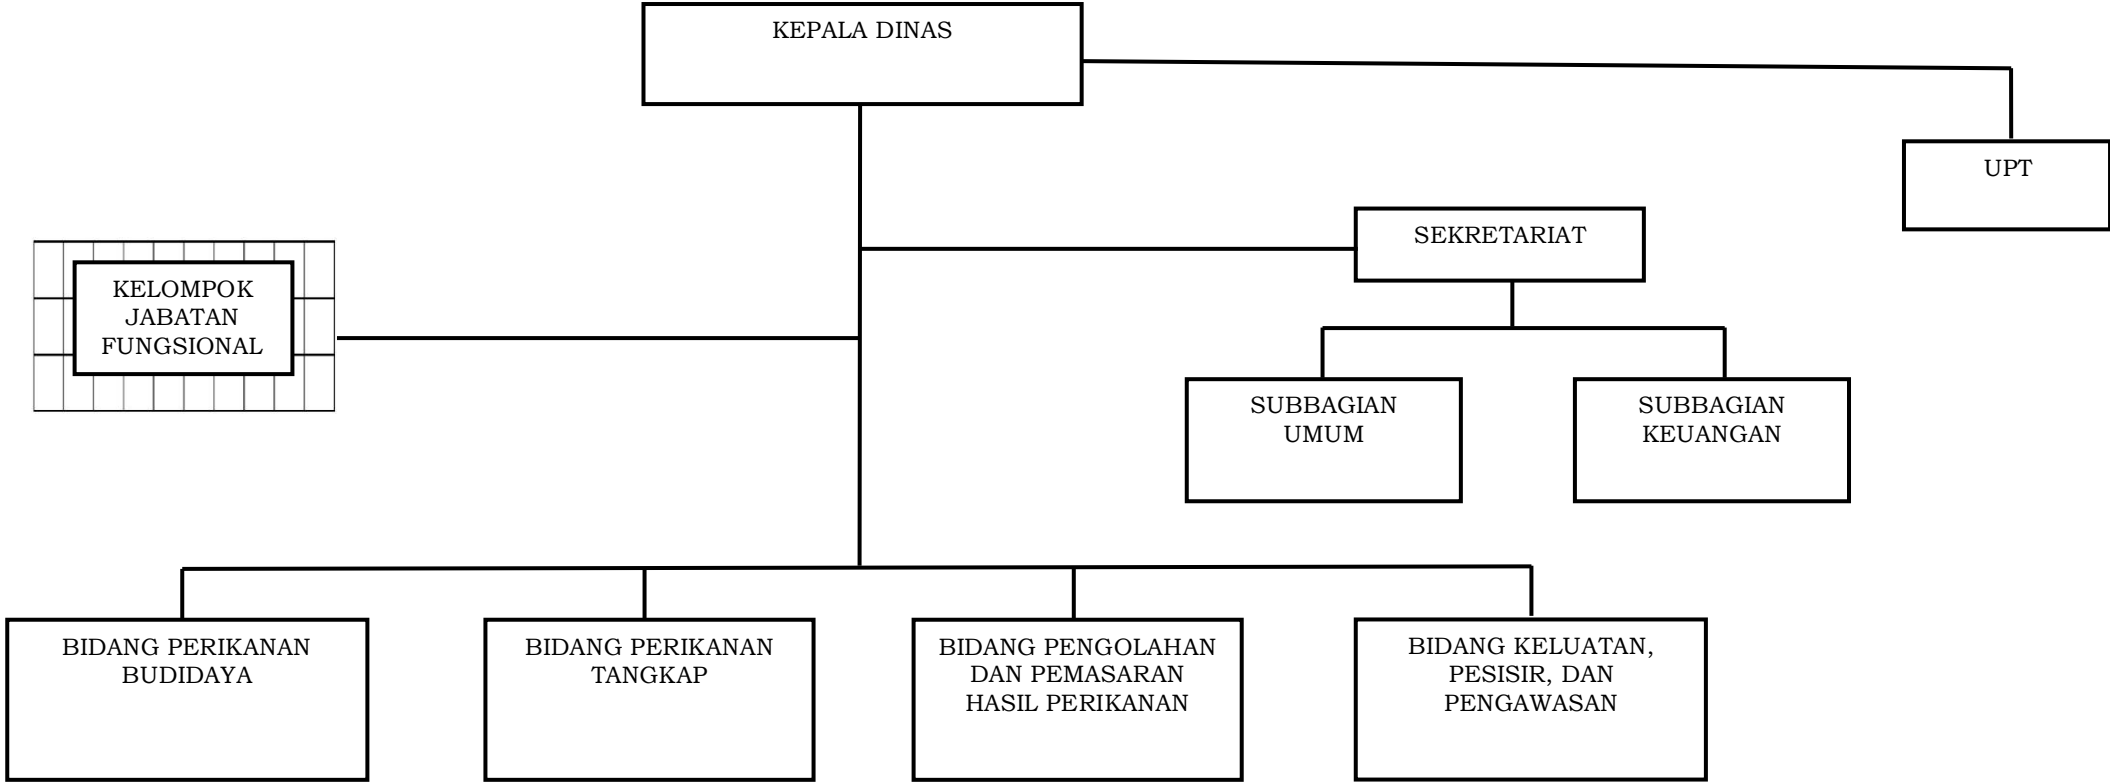 KEPALA DINAS
UPT
SEKRETARIAT
KELOMPOK
JABATAN
FUNGSIONAL
SUBBAGIAN
UMUM
SUBBAGIAN
KEUANGAN
BIDANG PERIKANAN
BUDIDAYA
BIDANG PERIKANAN
TANGKAP
BIDANG PENGOLAHAN
DAN PEMASARAN
HASIL PERIKANAN
BIDANG KELUATAN,
PESISIR, DAN
PENGAWASAN